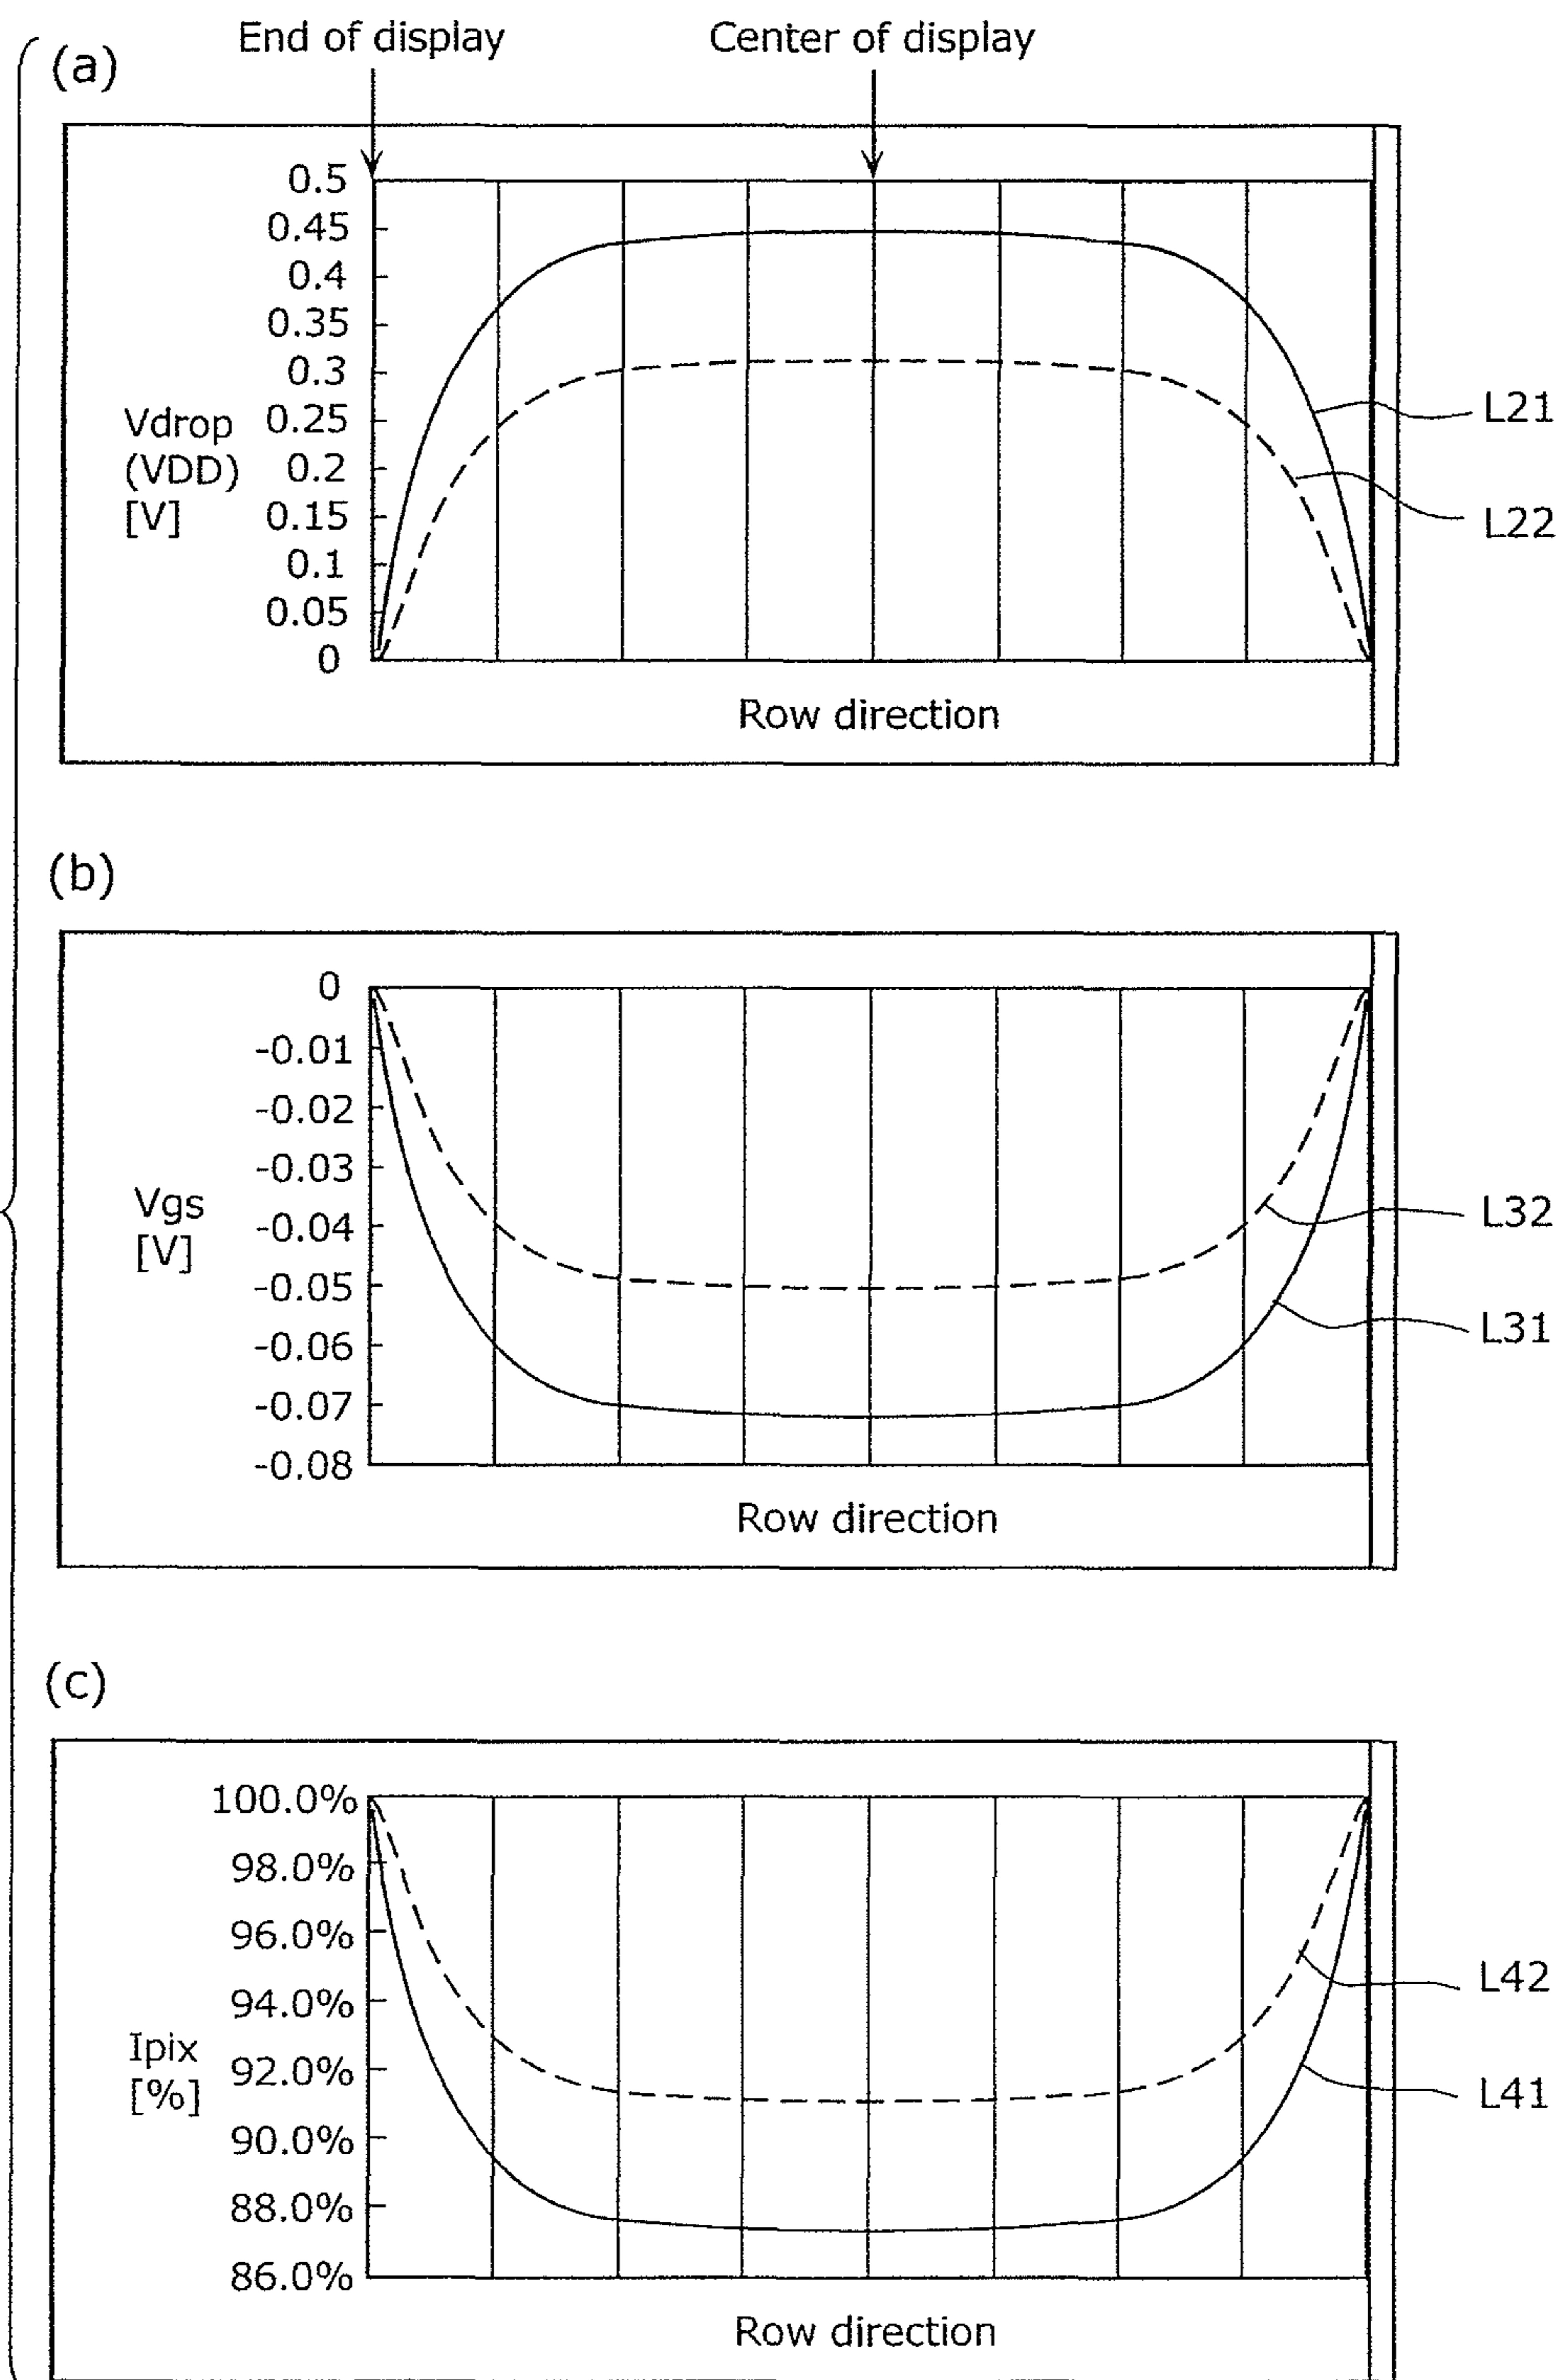 (a)
End of display
Center of display
0.5
0.45
0.4
0.35
0.3
0.25
0.2
0.15
0.1
0.05
0
Vdrop
(VDD)
[V]
L21
L22
Row direction
(b)
0
-0.01
-0.02
-0.03
-0.04
-0.05
-0.06
-0.07
-0.08
Vgs
[V]
L32
L31
Row direction
(c)
100.0%
98.0%
96.0%
94.0%
92.0%
90.0%
88.0%
86.0%
Ipix
[%]
L42
L41
Row direction